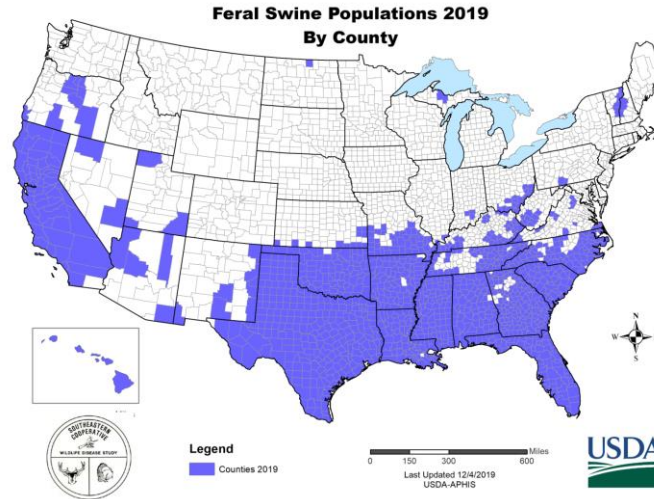 Feral Swine Populations 2019
By County
N
W
E
S
SOUTHEASTERN
COOPERATIVE
WILDLIFE DISEASE STUDY
Legend
Counties 2019
Miles
0 150 300 600
Last Updated 12/4/2019
USDA-APHIS
USDA